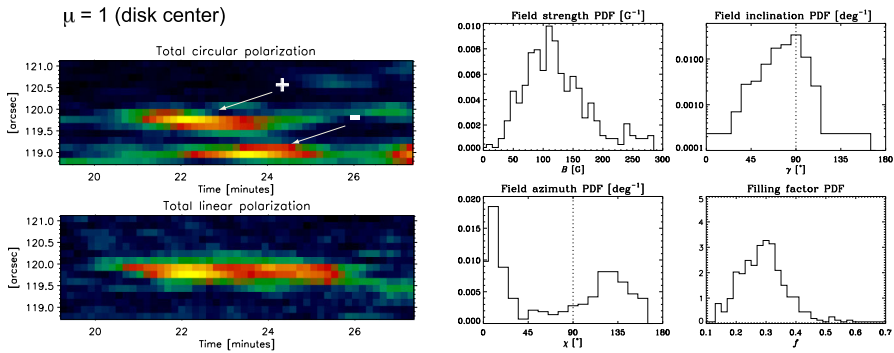 μ = 1 (disk center)
Total circular polarization
[arcsec]
121.0
120.5
120.0
119.5
119.0
+
-
20 22 24 26
Time [minutes]
Total linear polarization
[arcsec]
121.0
120.5
120.0
119.5
119.0
20 22 24 26
Time [minutes]
Field strength PDF [G⁻¹]
0.010
0.008
0.006
0.004
0.002
0.000
0 50 100 150 200 250 300
B [G]
Field inclination PDF [deg⁻¹]
0.0100
0.0010
0.0001
0 45 90 135 180
γ [°]
Field azimuth PDF [deg⁻¹]
0.020
0.015
0.010
0.005
0.000
0 45 90 135 180
χ [°]
Filling factor PDF
5
4
3
2
1
0
0.1 0.2 0.3 0.4 0.5 0.6 0.7
f